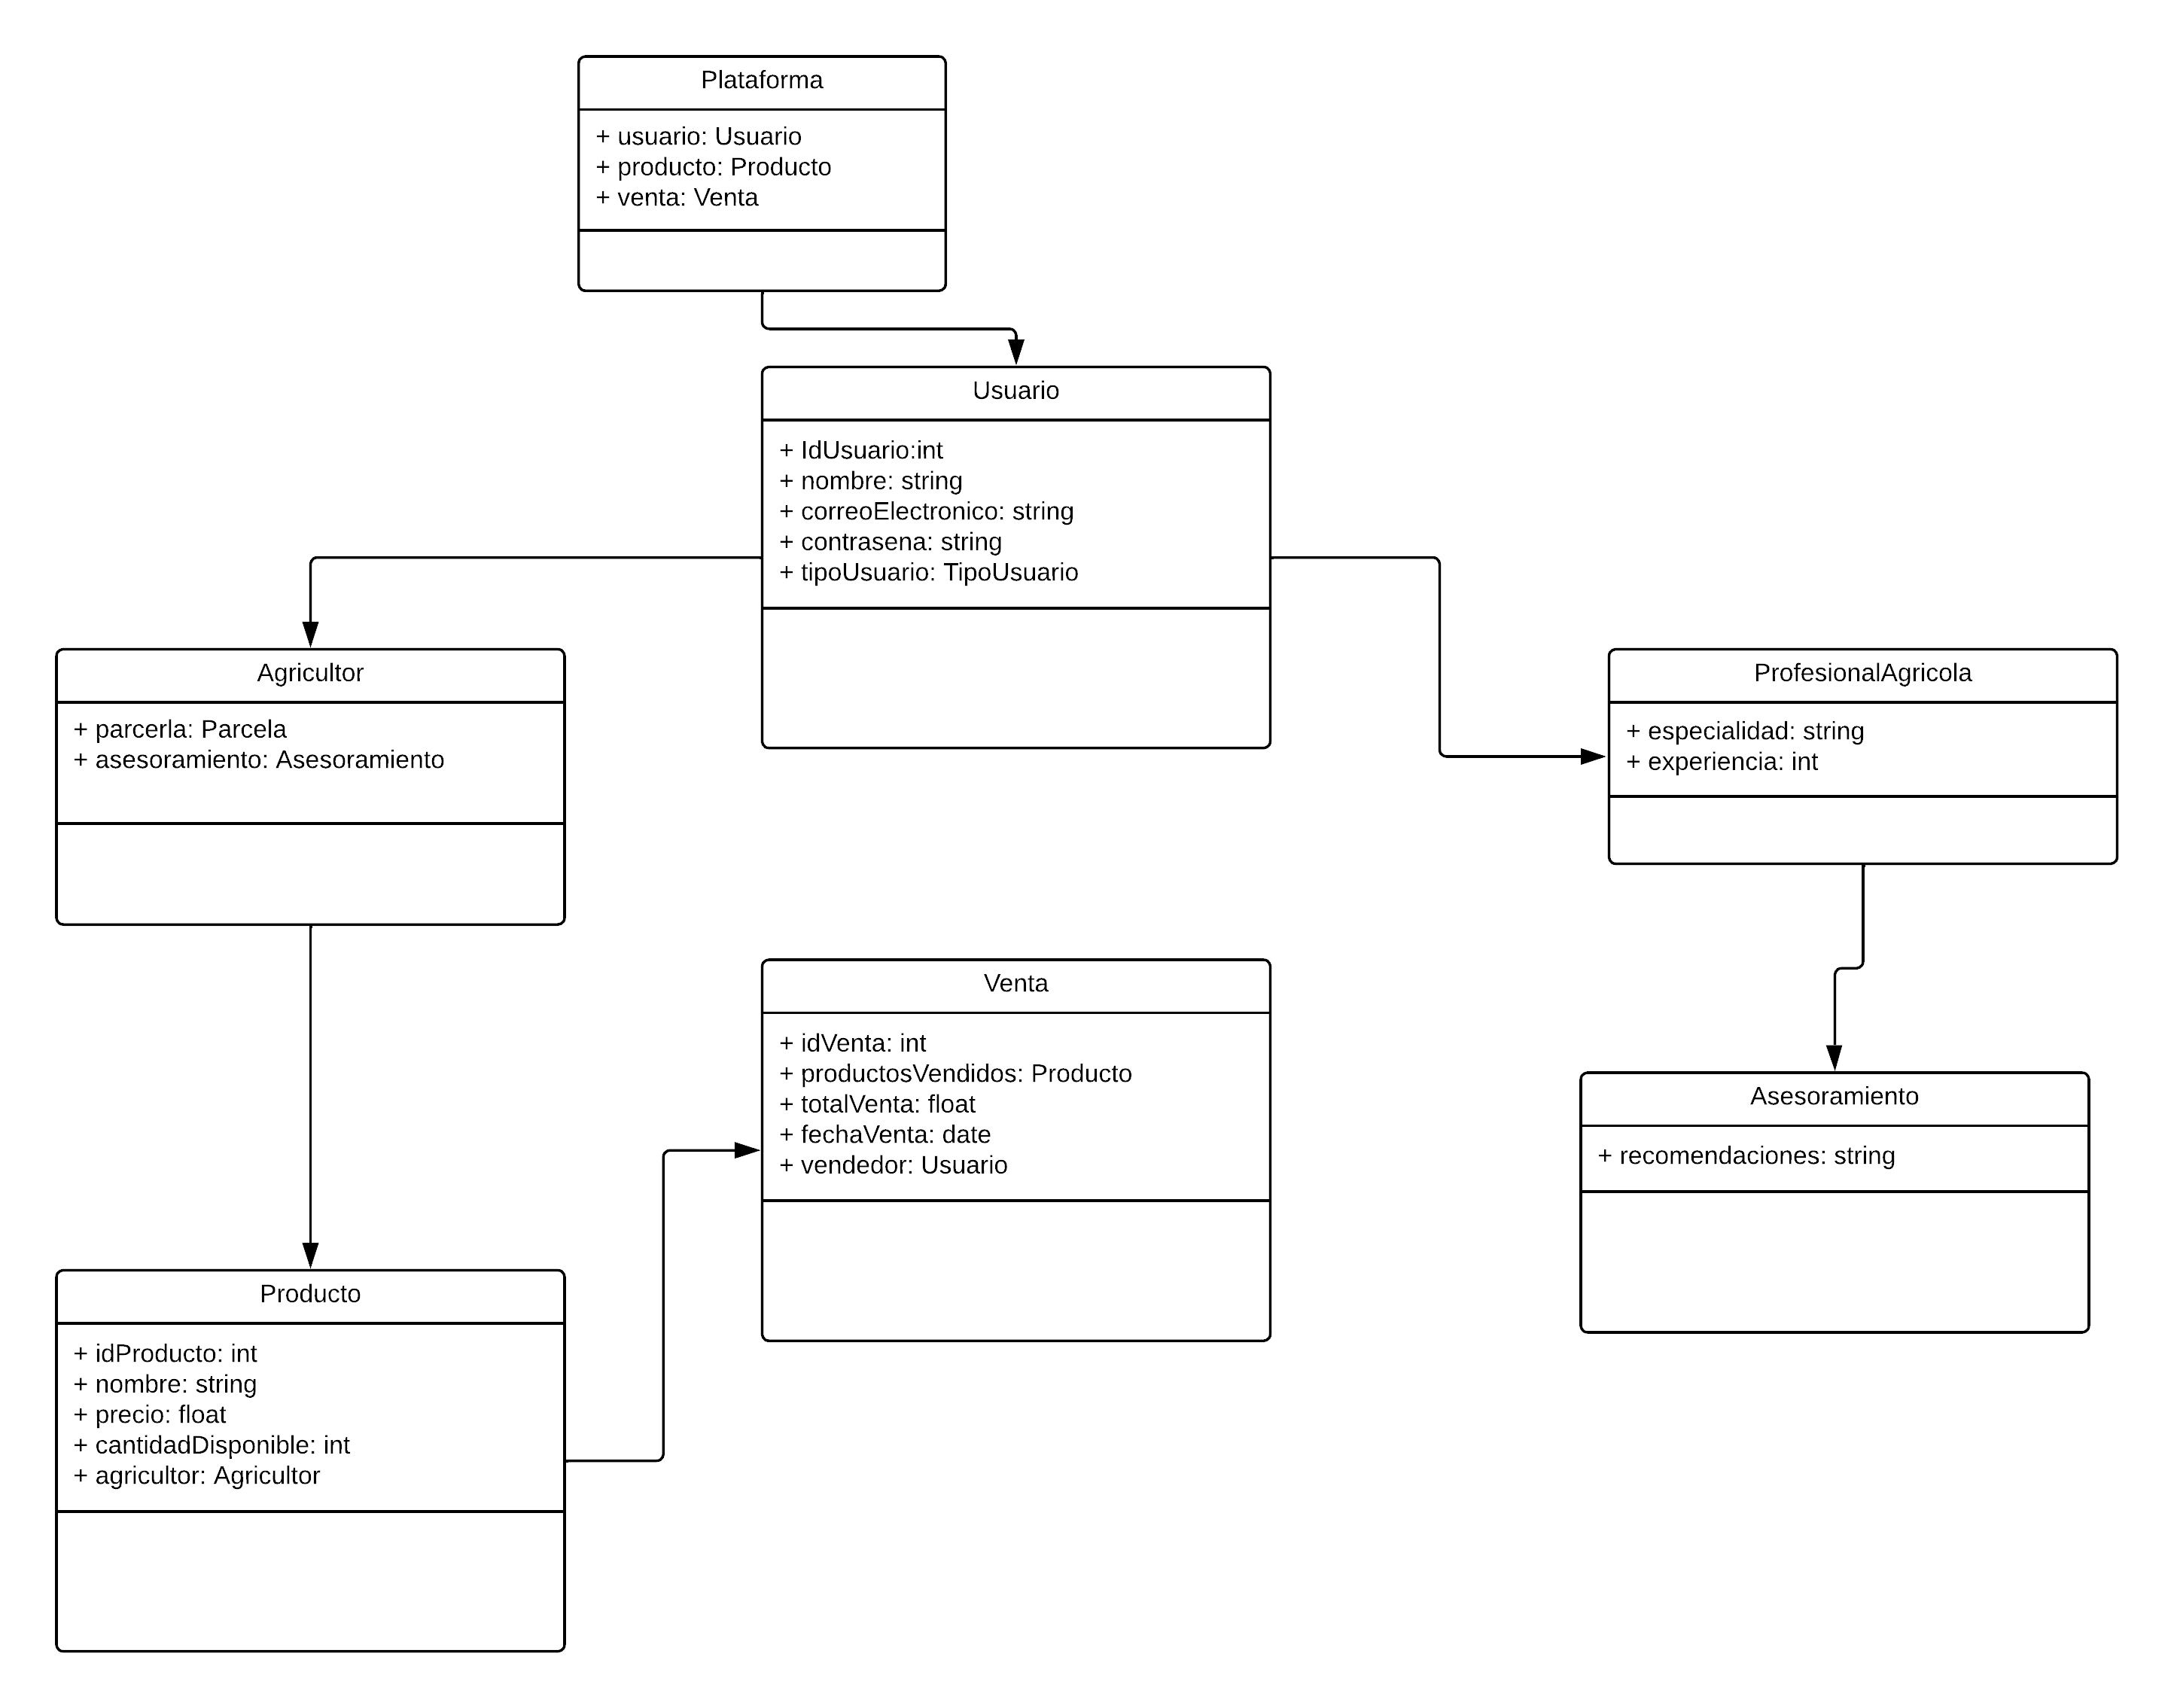 Plataforma
+ usuario: Usuario
+ producto: Producto
+ venta: Venta
Usuario
+ IdUsuario:int
+ nombre: string
+ correoElectronico: string
+ contrasena: string
+ tipoUsuario: TipoUsuario
Agricultor
+ parcerla: Parcela
+ asesoramiento: Asesoramiento
ProfesionalAgricola
+ especialidad: string
+ experiencia: int
Venta
+ idVenta: int
+ productosVendidos: Producto
+ totalVenta: float
+ fechaVenta: date
+ vendedor: Usuario
Asesoramiento
+ recomendaciones: string
Producto
+ idProducto: int
+ nombre: string
+ precio: float
+ cantidadDisponible: int
+ agricultor: Agricultor